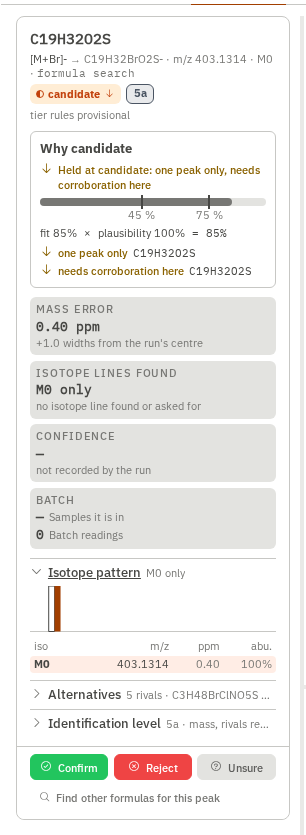 C19H32O2S
[M+Br]- → C19H32BrO2S- · m/z 403.1314 · M0
· formula search
candidate ↓ 5a
tier rules provisional
Why candidate
↓ Held at candidate: one peak only, needs
corroboration here
45 % 75 %
fit 85% × plausibility 100% = 85%
↓ one peak only C19H32O2S
↓ needs corroboration here C19H32O2S
MASS ERROR
0.40 ppm
+1.0 widths from the run's centre
ISOTOPE LINES FOUND
M0 only
no isotope line found or asked for
CONFIDENCE
—
not recorded by the run
BATCH
— Samples it is in
0 Batch readings
Isotope pattern M0 only
iso m/z ppm abu.
M0 403.1314 0.40 100%
Alternatives 5 rivals · C3H48BrClNO5S ...
Identification level 5a · mass, rivals re...
Confirm Reject Unsure
Find other formulas for this peak